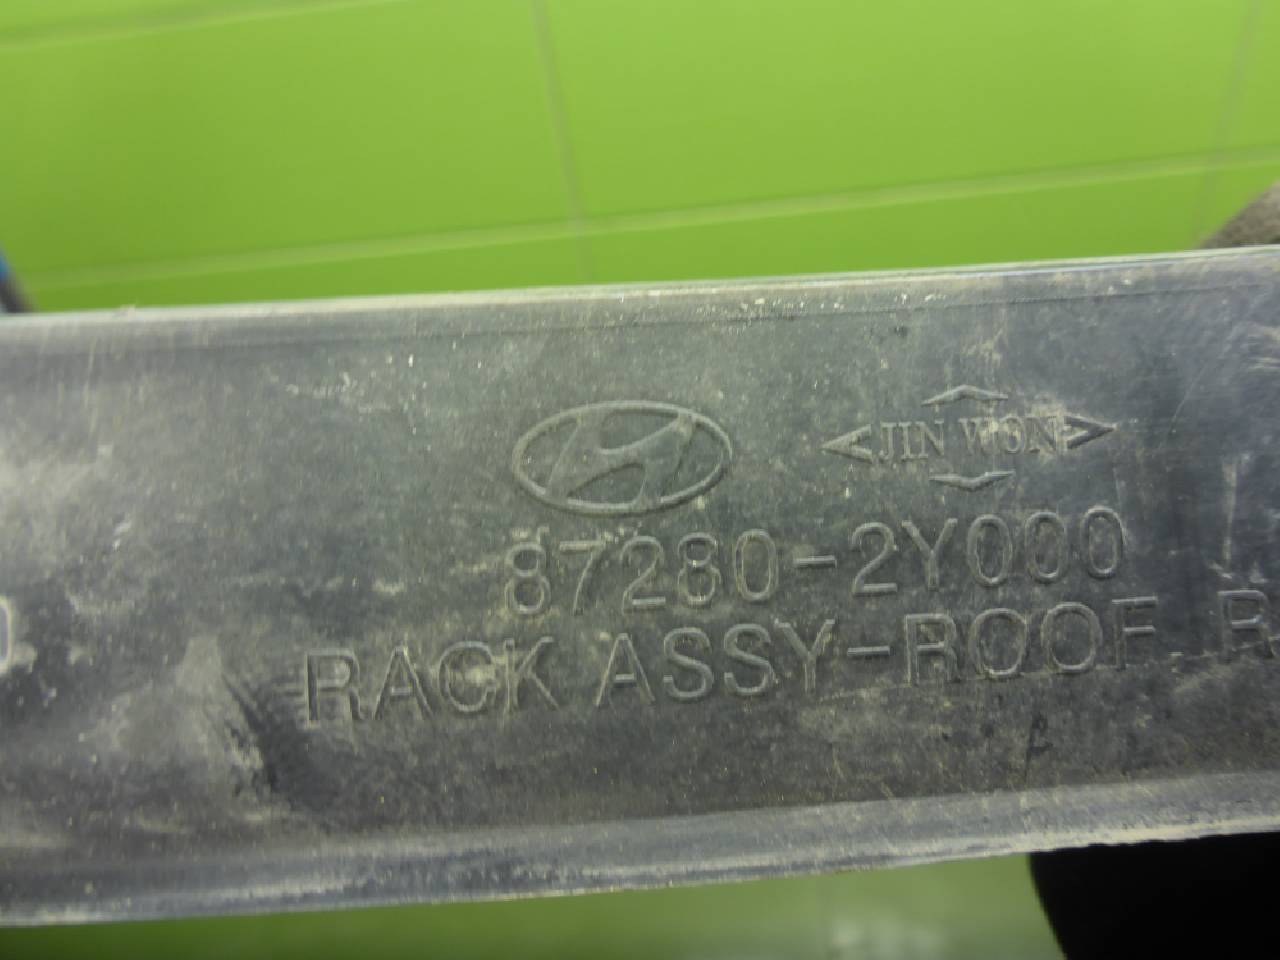 JIN WON
87280-2Y000
RACK ASSY-ROOF R